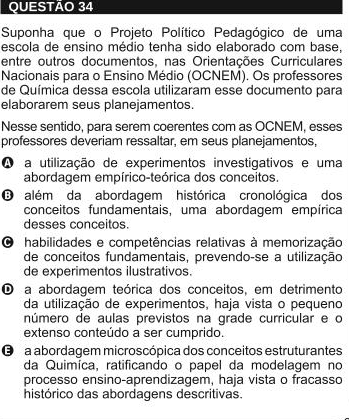 QUESTÃO 34
Suponha que o Projeto Político Pedagógico de uma
escola de ensino médio tenha sido elaborado com base,
entre outros documentos, nas Orientações Curriculares
Nacionais para o Ensino Médio (OCNEM). Os professores
de Química dessa escola utilizaram esse documento para
elaborarem seus planejamentos.
Nesse sentido, para serem coerentes com as OCNEM, esses
professores deveriam ressaltar, em seus planejamentos,
A a utilização de experimentos investigativos e uma
abordagem empírico-teórica dos conceitos.
B além da abordagem histórica cronológica dos
conceitos fundamentais, uma abordagem empírica
desses conceitos.
C habilidades e competências relativas à memorização
de conceitos fundamentais, prevendo-se a utilização
de experimentos ilustrativos.
D a abordagem teórica dos conceitos, em detrimento
da utilização de experimentos, haja vista o pequeno
número de aulas previstos na grade curricular e o
extenso conteúdo a ser cumprido.
E a abordagem microscópica dos conceitos estruturantes
da Química, ratificando o papel da modelagem no
processo ensino-aprendizagem, haja vista o fracasso
histórico das abordagens descritivas.